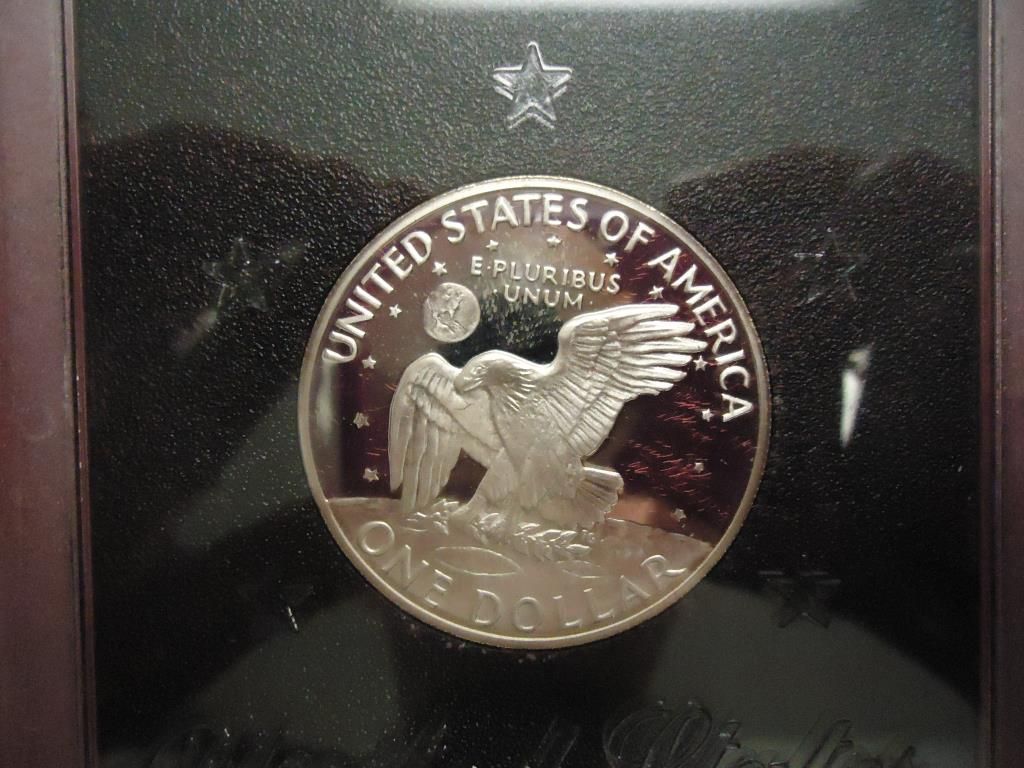 UNITED STATES OF AMERICA
E·PLURIBUS
·UNUM·
ONE DOLLAR